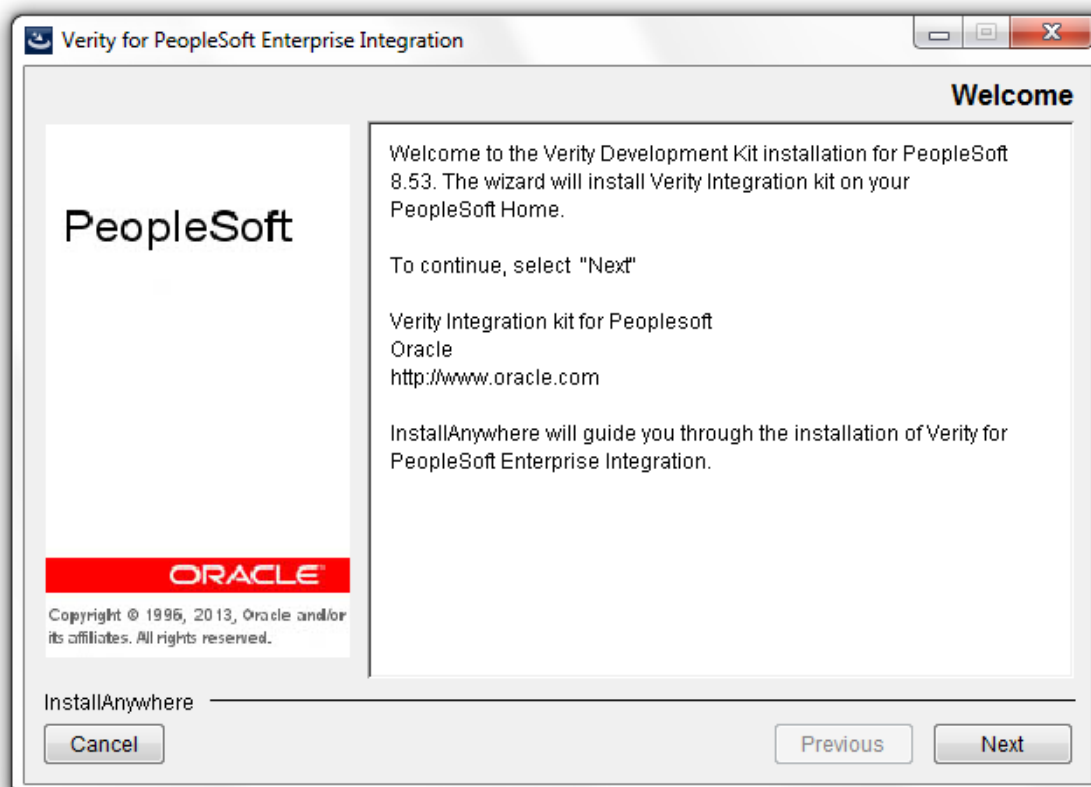 Verity for PeopleSoft Enterprise Integration
Welcome
PeopleSoft
ORACLE
Copyright © 1996, 2013, Oracle and/or
its affiliates. All rights reserved.
Welcome to the Verity Development Kit installation for PeopleSoft
8.53. The wizard will install Verity Integration kit on your
PeopleSoft Home.
To continue, select "Next"
Verity Integration kit for Peoplesoft
Oracle
http://www.oracle.com
InstallAnywhere will guide you through the installation of Verity for
PeopleSoft Enterprise Integration.
InstallAnywhere
Cancel
Previous
Next